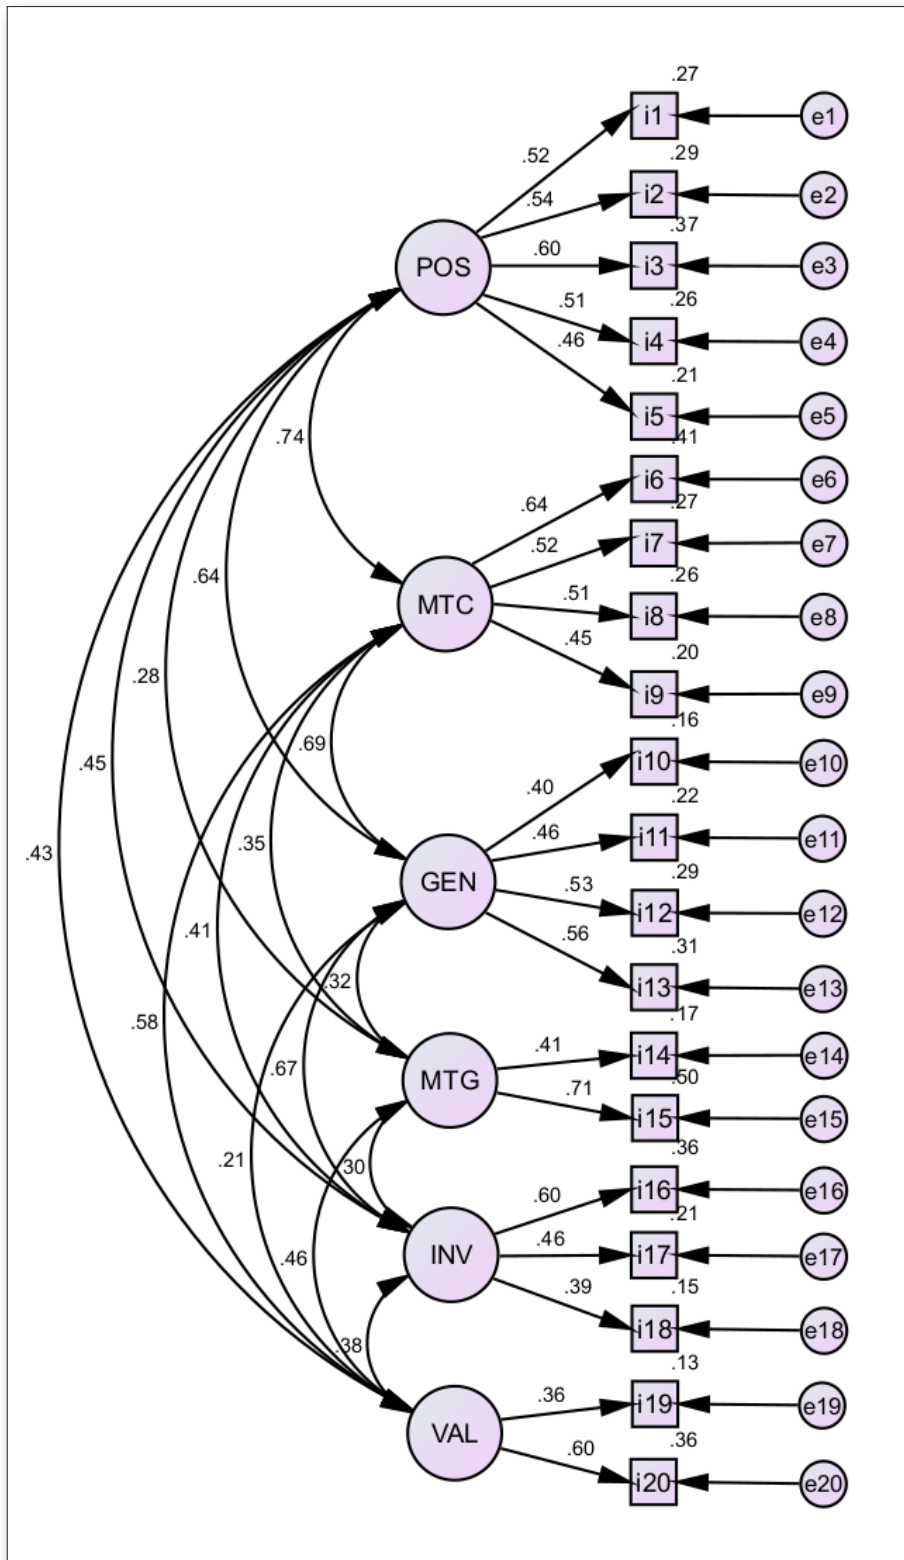 .27
i1
e1
.52
.29
.54
i2
e2
.37
POS
.60
i3
e3
.26
.51
i4
e4
.46
.21
i5
e5
.74
.41
i6
e6
.64
.27
.52
i7
e7
.64
.26
MTC
.51
i8
e8
.45
.20
.28
i9
e9
.16
.69
.45
i10
e10
.40
.22
.46
i11
e11
.43
.35
.29
GEN
.53
i12
e12
.41
.56
.31
.32
i13
e13
.17
.58
.41
i14
e14
.67
MTG
.50
.71
i15
e15
.36
.21
.30
.60
i16
e16
.21
.46
INV
.46
i17
e17
.39
.15
.38
i18
e18
.13
.36
i19
e19
VAL
.36
.60
i20
e20